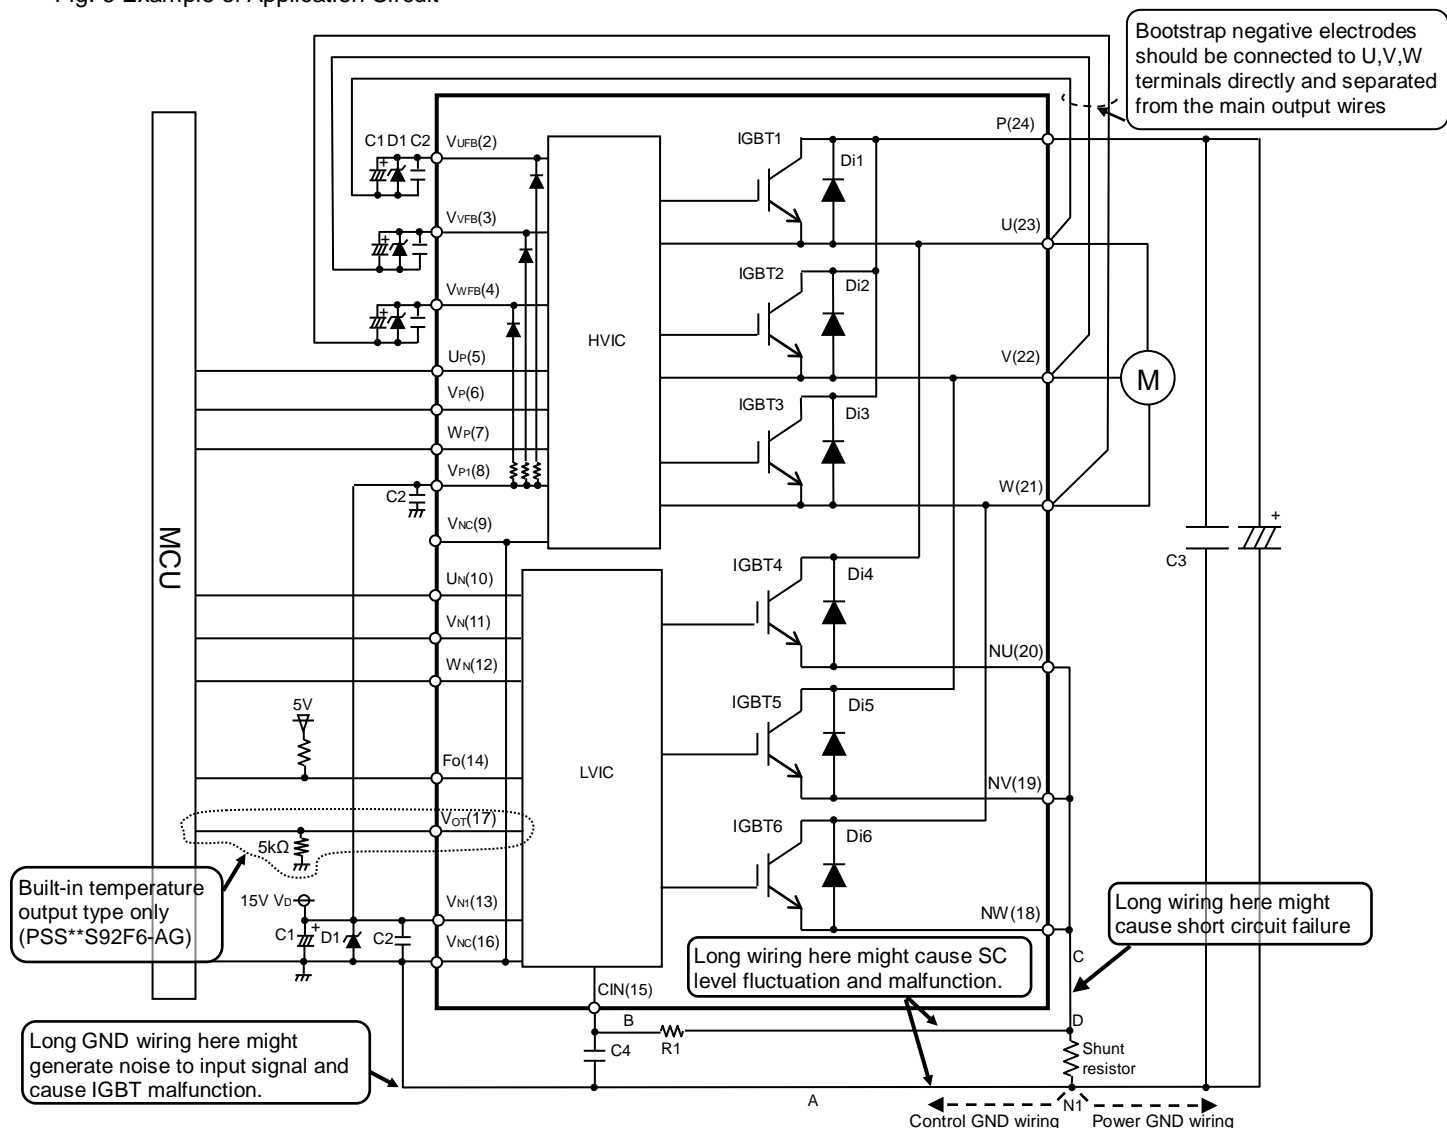 Bootstrap negative electrodes
should be connected to U,V,W
terminals directly and separated
from the main output wires
C1 D1 C2
VUFB(2)
IGBT1
Di1
P(24)
VVFB(3)
U(23)
IGBT2
Di2
VWFB(4)
HVIC
UP(5)
V(22)
M
VP(6)
IGBT3
Di3
WP(7)
VP1(8)
C2
W(21)
+
VNC(9)
MCU
C3
IGBT4
Di4
UN(10)
VN(11)
WN(12)
NU(20)
5V
IGBT5
Di5
Fo(14)
LVIC
NV(19)
VOT(17)
5kΩ
IGBT6
Di6
Built-in temperature
output type only
(PSS**S92F6-AG)
15V VD
VN1(13)
C1
+
D1
C2
VNC(16)
NW(18)
Long wiring here might
cause short circuit failure
Long wiring here might cause SC
level fluctuation and malfunction.
C
CIN(15)
B
R1
D
C4
Shunt
resistor
Long GND wiring here might
generate noise to input signal and
cause IGBT malfunction.
A
N1
Control GND wiring
Power GND wiring